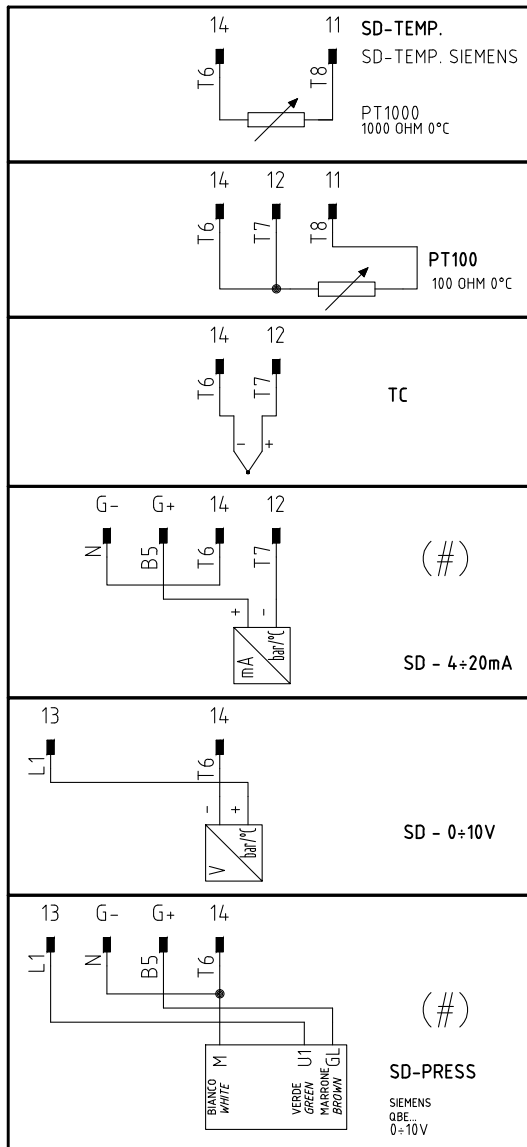 14 11 SD-TEMP.
T6 T8 SD-TEMP. SIEMENS
PT1000
1000 OHM 0°C
14 12 11
T6 T7 T8
PT100
100 OHM 0°C
14 12
T6 T7 TC
- +
G- G+ 14 12
N B5 T6 T7 (#)
+ -
mA bar/°C
SD - 4÷20mA
13 14
L1 T6
- +
V bar/°C
SD - 0÷10V
13 G- G+ 14
L1 N B5 T6
(#)
M U1 GL
BIANCO VERDE MARRONE
WHITE GREEN BROWN
SD-PRESS
SIEMENS
QBE...
0÷10V